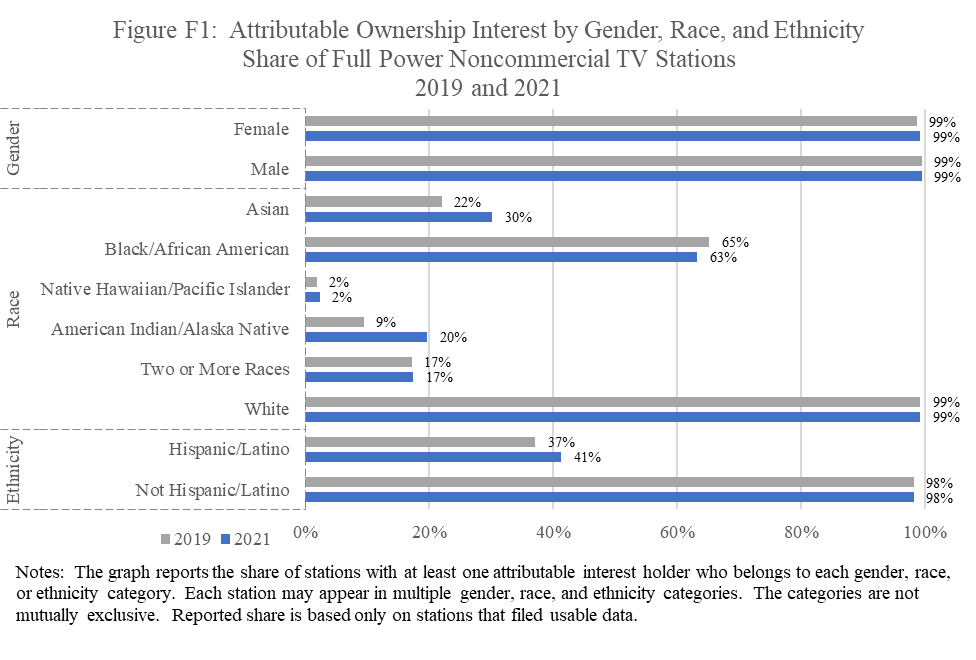 Figure F1:  Attributable Ownership Interest by Gender, Race, and Ethnicity
Share of Full Power Noncommercial TV Stations
2019 and 2021
Gender
Female
99%
99%
Male
99%
99%
Race
Asian
22%
30%
Black/African American
65%
63%
Native Hawaiian/Pacific Islander
2%
2%
American Indian/Alaska Native
9%
20%
Two or More Races
17%
17%
White
99%
99%
Ethnicity
Hispanic/Latino
37%
41%
Not Hispanic/Latino
98%
98%
0% 20% 40% 60% 80% 100%
2019 2021
Notes:  The graph reports the share of stations with at least one attributable interest holder who belongs to each gender, race,
or ethnicity category.  Each station may appear in multiple gender, race, and ethnicity categories.  The categories are not
mutually exclusive.  Reported share is based only on stations that filed usable data.